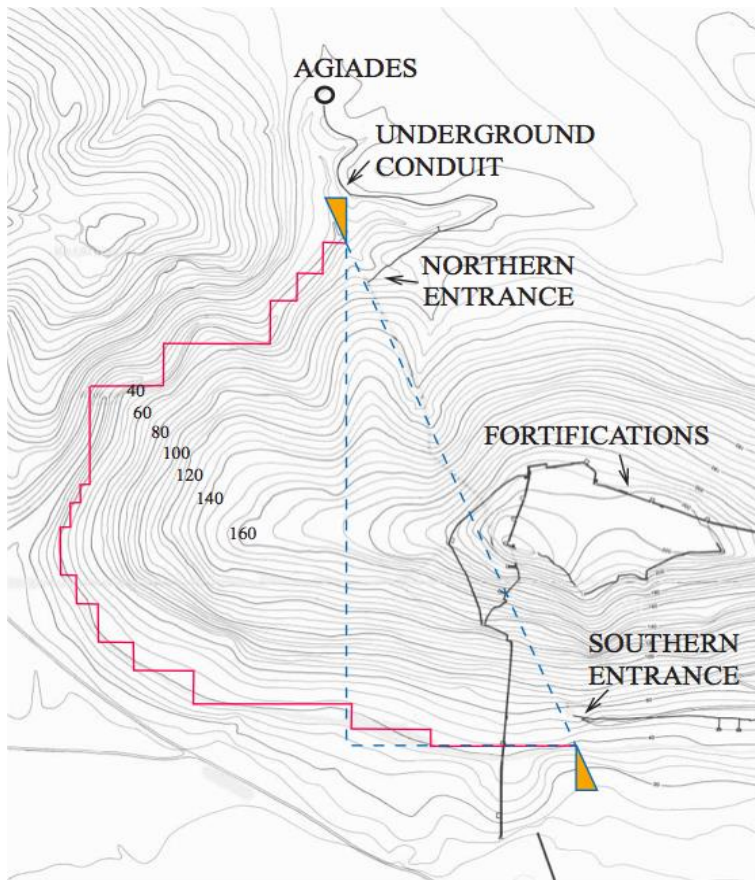 AGIADES
UNDERGROUND
CONDUIT
NORTHERN
ENTRANCE
40
60
80
100
120
140
160
FORTIFICATIONS
SOUTHERN
ENTRANCE